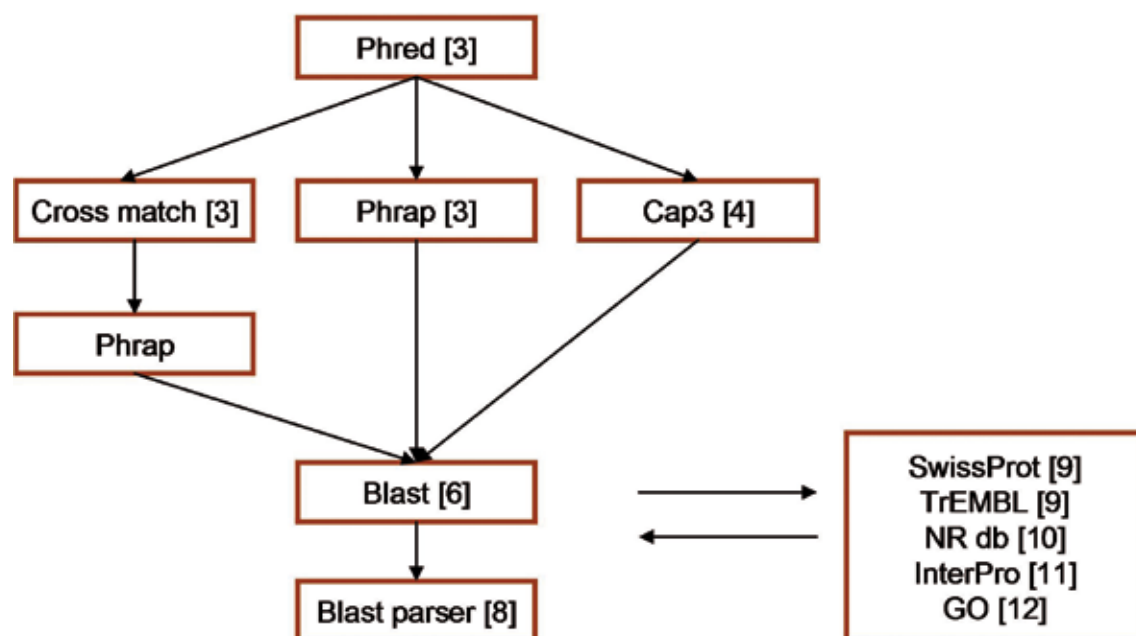 Phred [3]
Cross match [3]
Phrap [3]
Cap3 [4]
Phrap
Blast [6]
Blast parser [8]
SwissProt [9]
TrEMBL [9]
NR db [10]
InterPro [11]
GO [12]